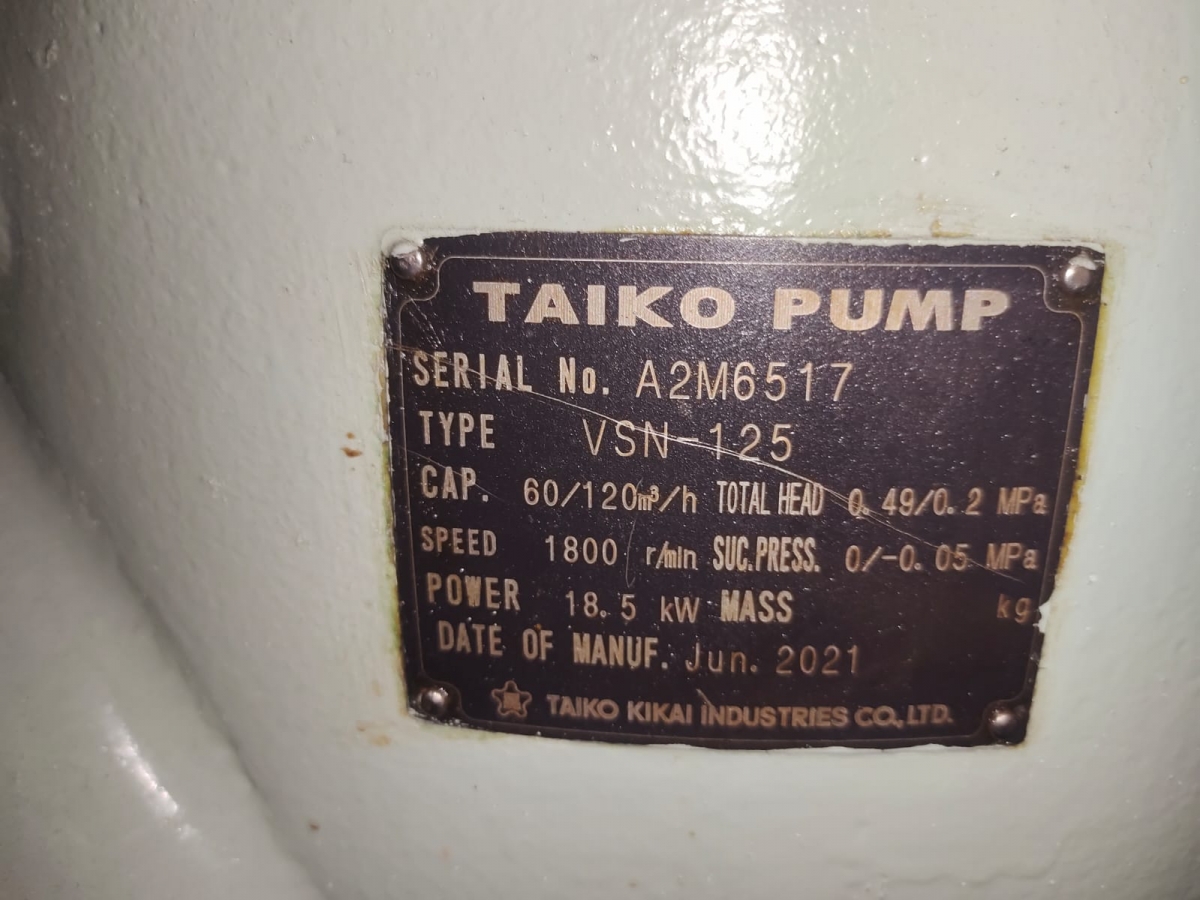 TAIKO PUMP
SERIAL No. A2M6517
TYPE VSN-125
CAP. 60/120m³/h TOTAL HEAD 0.49/0.2 MPa
SPEED 1800 r/min SUC.PRESS. 0/-0.05 MPa
POWER 18.5 kW MASS kg
DATE OF MANUF. Jun. 2021
TAIKO KIKAI INDUSTRIES CO.,LTD.